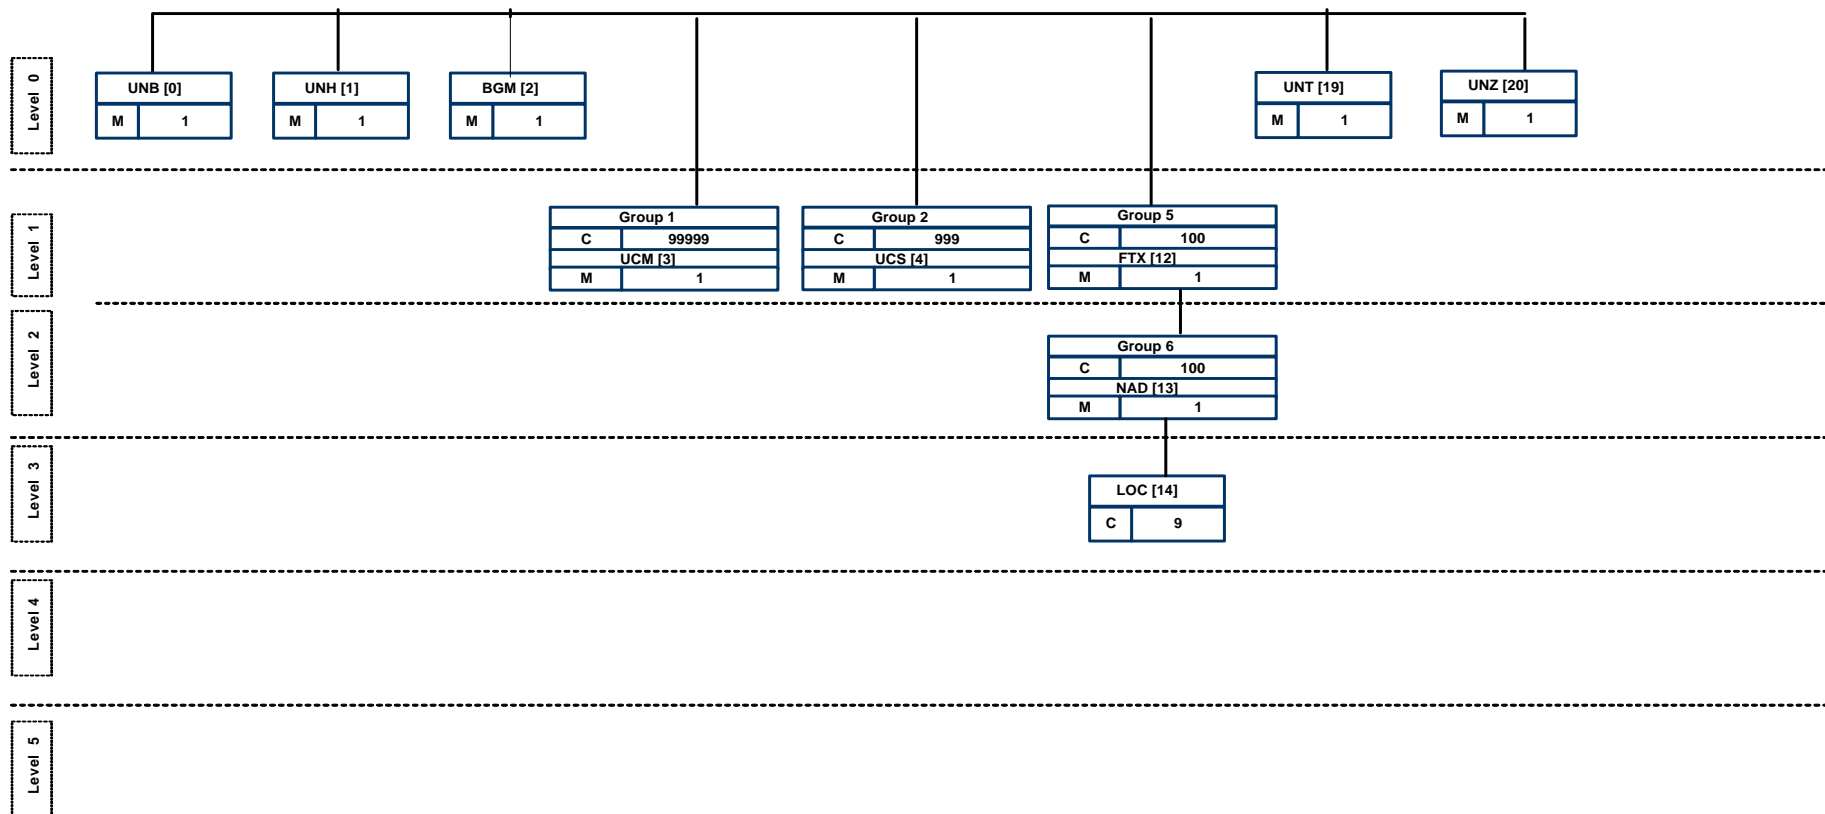 Level 0
UNB [0]
M 1
UNH [1]
M 1
BGM [2]
M 1
UNT [19]
M 1
UNZ [20]
M 1
Level 1
Group 1
C 99999
UCM [3]
M 1
Group 2
C 999
UCS [4]
M 1
Group 5
C 100
FTX [12]
M 1
Level 2
Group 6
C 100
NAD [13]
M 1
Level 3
LOC [14]
C 9
Level 4
Level 5